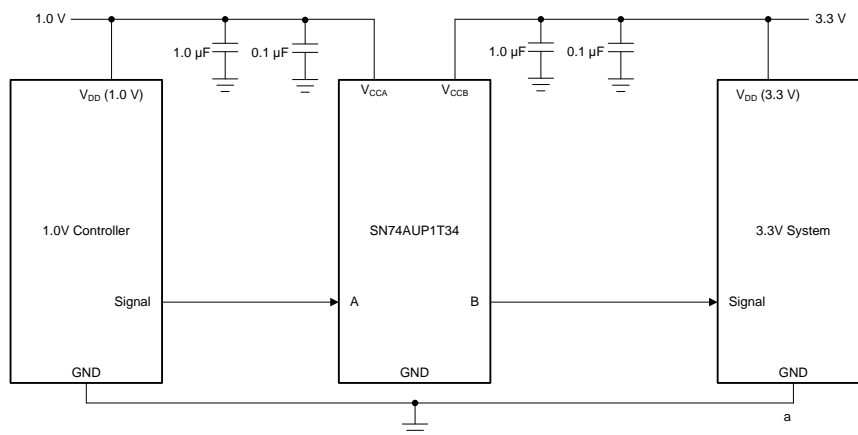 1.0 V
3.3 V
1.0 µF
0.1 µF
1.0 µF
0.1 µF
VDD (1.0 V)
VCCA
VCCB
VDD (3.3 V)
1.0V Controller
SN74AUP1T34
3.3V System
Signal
A
B
Signal
GND
GND
GND
a